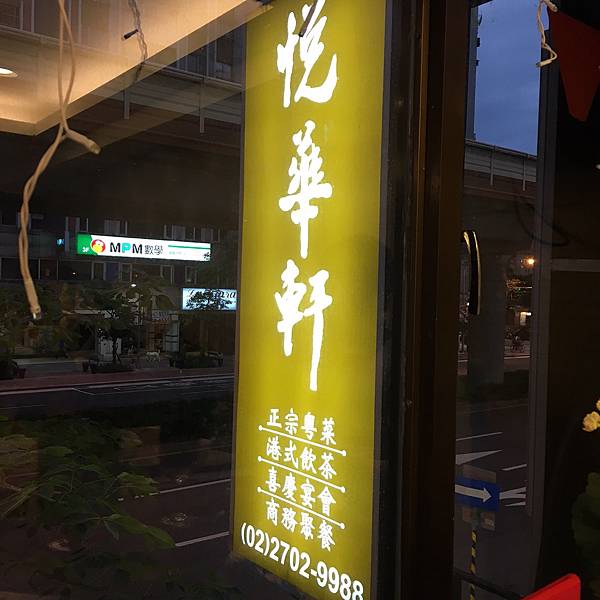 悅華軒
正宗粵菜
港式飲茶
喜慶宴會
商務聚餐
(02)2702-9988
2F MPM數學